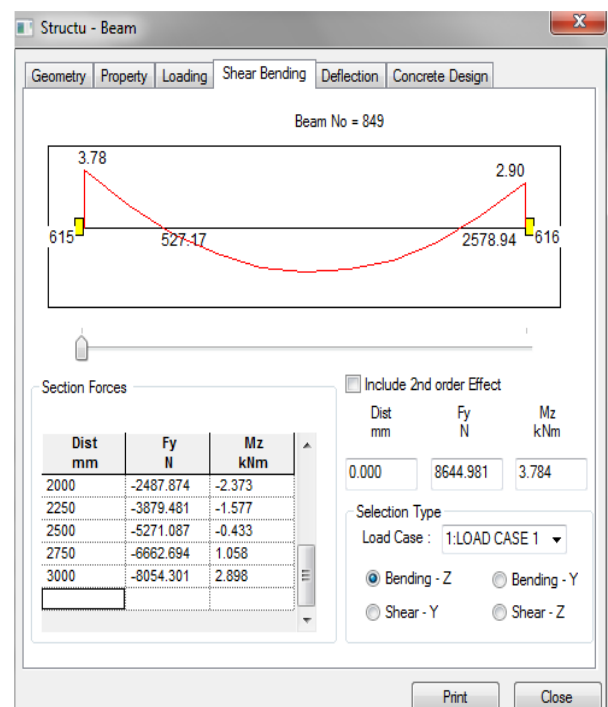 Structu - Beam
Geometry Property Loading Shear Bending Deflection Concrete Design
Beam No = 849
3.78
2.90
615 527.17 2578.94 616
Section Forces
Include 2nd order Effect
Dist Fy Mz
mm N kNm
0.000 8644.981 3.784
Dist Fy Mz
mm N kNm
2000 -2487.874 -2.373
2250 -3879.481 -1.577
2500 -5271.087 -0.433
2750 -6662.694 1.058
3000 -8054.301 2.898
Selection Type
Load Case : 1:LOAD CASE 1
Bending - Z Bending - Y
Shear - Y Shear - Z
Print Close